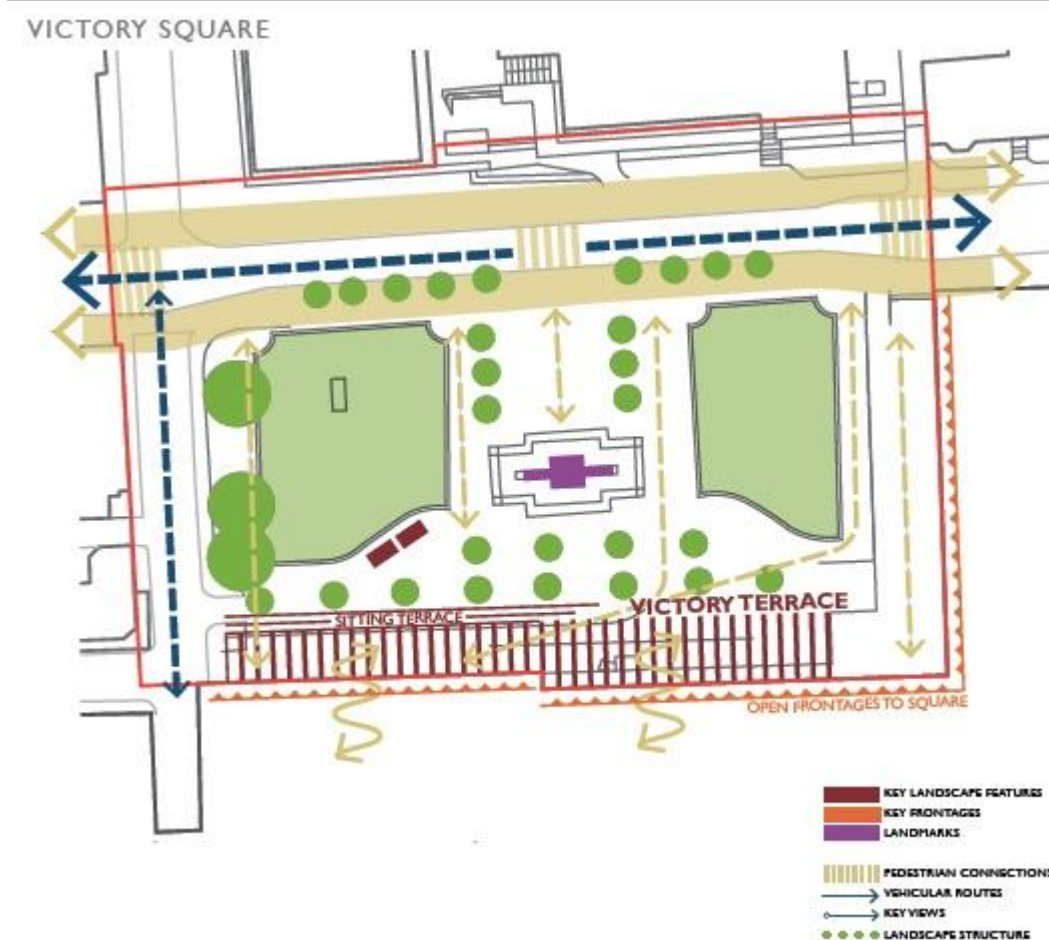 VICTORY SQUARE
VICTORY TERRACE
SITTING TERRACE
OPEN FRONTAGES TO SQUARE
KEY LANDSCAPE FEATURES
KEY FRONTAGES
LANDMARKS
PEDESTRIAN CONNECTIONS
VEHICULAR ROUTES
KEY VIEWS
LANDSCAPE STRUCTURE